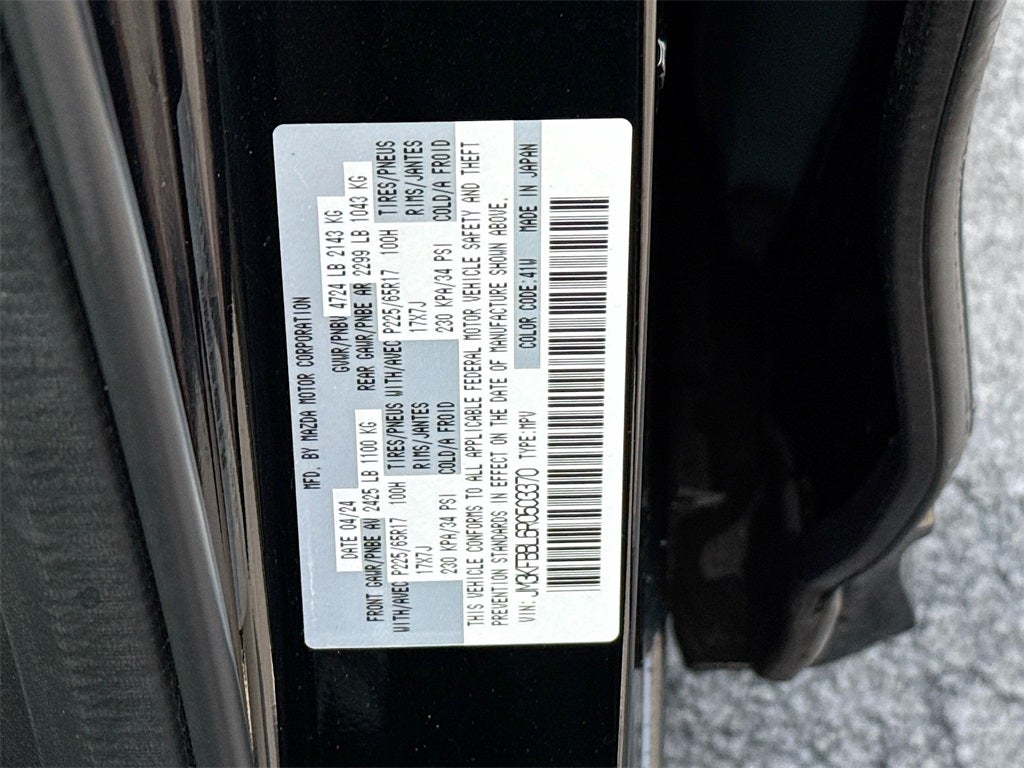 MFD. BY MAZDA MOTOR CORPORATION
DATE 04/24 GVWR/PNBV 4724 LB 2143 KG
FRONT GAWR/PNBE AV 2425 LB 1100 KG REAR GAWR/PNBE AR 2299 LB 1043 KG
WITH/AVEC P225/65R17 100H TIRES/PNEUS WITH/AVEC P225/65R17 100H TIRES/PNEUS
17X7J RIMS/JANTES 17X7J RIMS/JANTES
230 KPA/34 PSI COLD/A FROID 230 KPA/34 PSI COLD/A FROID
THIS VEHICLE CONFORMS TO ALL APPLICABLE FEDERAL MOTOR VEHICLE SAFETY AND THEFT
PREVENTION STANDARDS IN EFFECT ON THE DATE OF MANUFACTURE SHOWN ABOVE.
VIN: JM3KFBBL6R0503370 TYPE:MPV COLOR CODE:41W MADE IN JAPAN